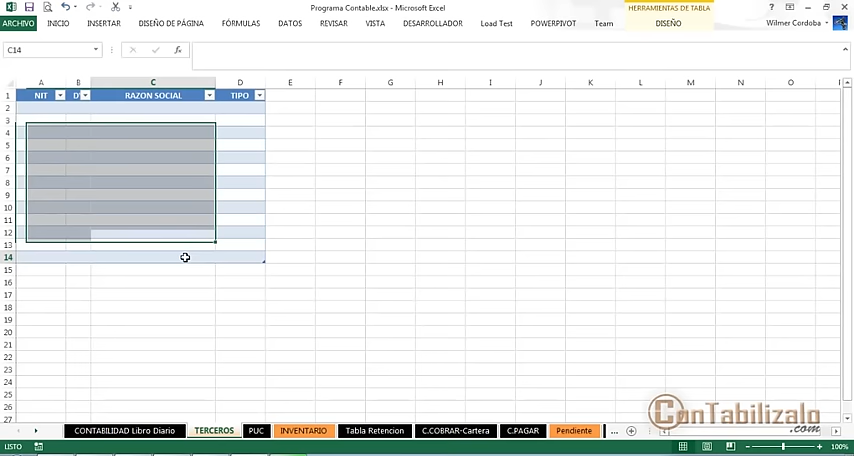 Programa Contable.xlsx - Microsoft Excel
HERRAMIENTAS DE TABLA
ARCHIVO INICIO INSERTAR DISEÑO DE PÁGINA FÓRMULAS DATOS REVISAR VISTA DESARROLLADOR Load Test POWERPIVOT Team DISEÑO Wilmer Cordoba
C14 fx
A B C D E F G H I J K L M N O
1 NIT RAZON SOCIAL TIPO
2
3
4
5
6
7
8
9
10
11
12
13
14
15
16
17
18
19
20
21
22
23
24
25
26
27
ConTabilizalo
.com
CONTABILIDAD Libro Diario TERCEROS PUC INVENTARIO Tabla Retencion C.COBRAR-Cartera C.PAGAR Pendiente ...
LISTO 100%